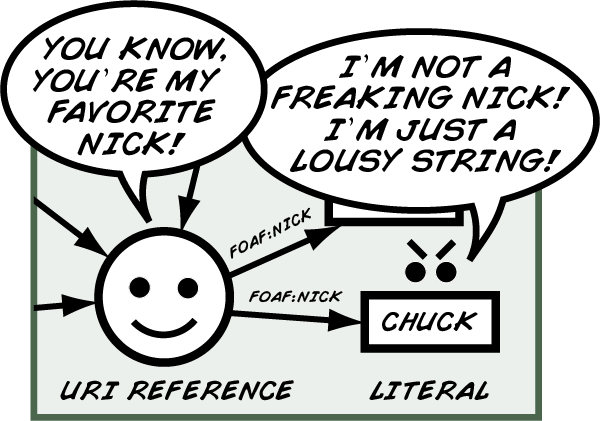 YOU KNOW,
YOU'RE MY
FAVORITE
NICK!
I'M NOT A
FREAKING NICK!
I'M JUST A
LOUSY STRING!
FOAF:NICK
FOAF:NICK
CHUCK
URI REFERENCE
LITERAL